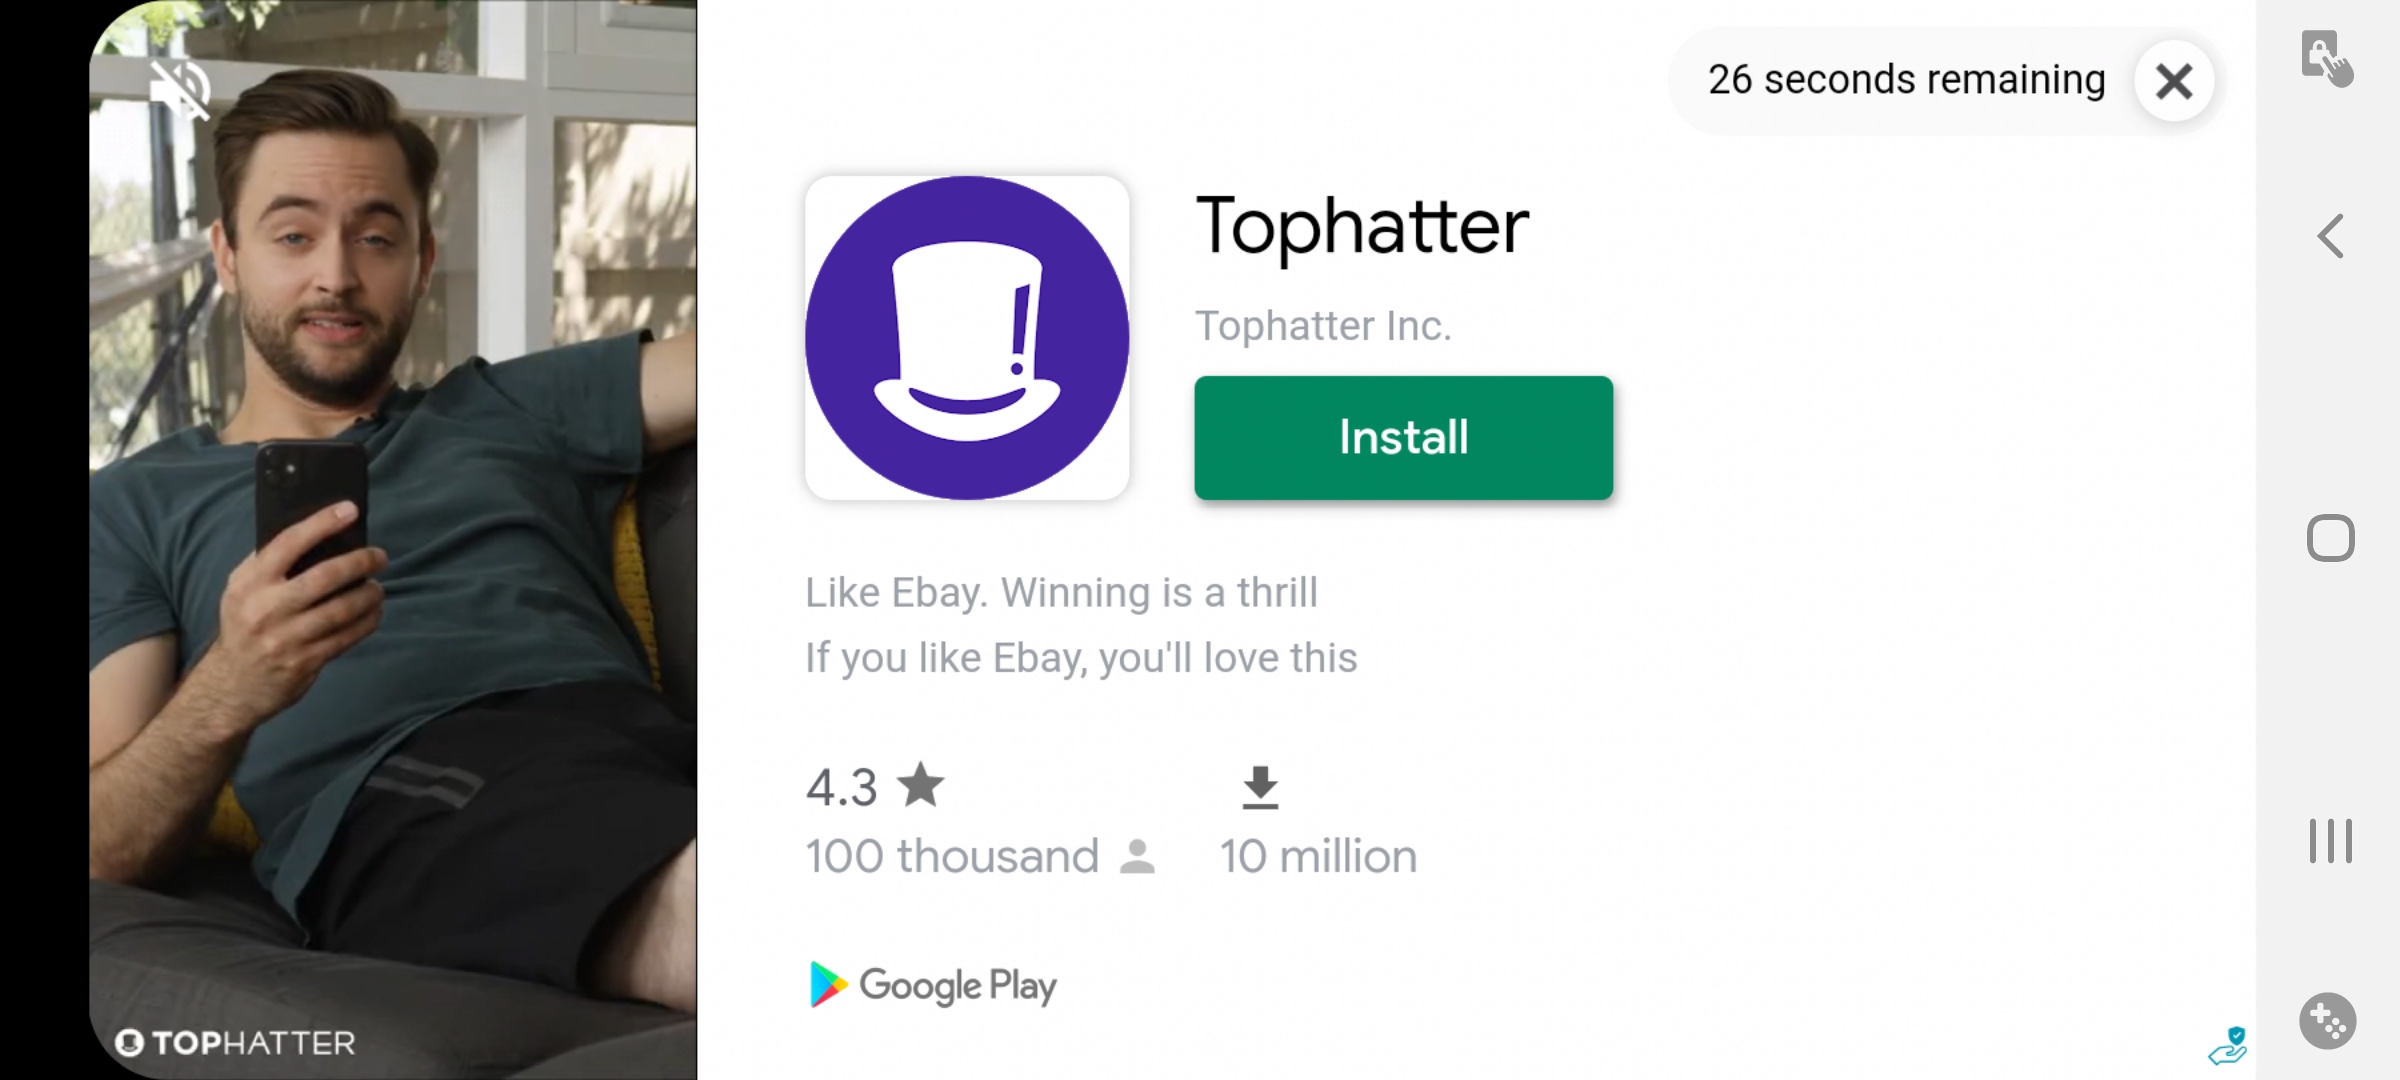 26 seconds remaining
Tophatter
Tophatter Inc.
Install
Like Ebay. Winning is a thrill
If you like Ebay, you'll love this
4.3
100 thousand
10 million
Google Play
TOPHATTER